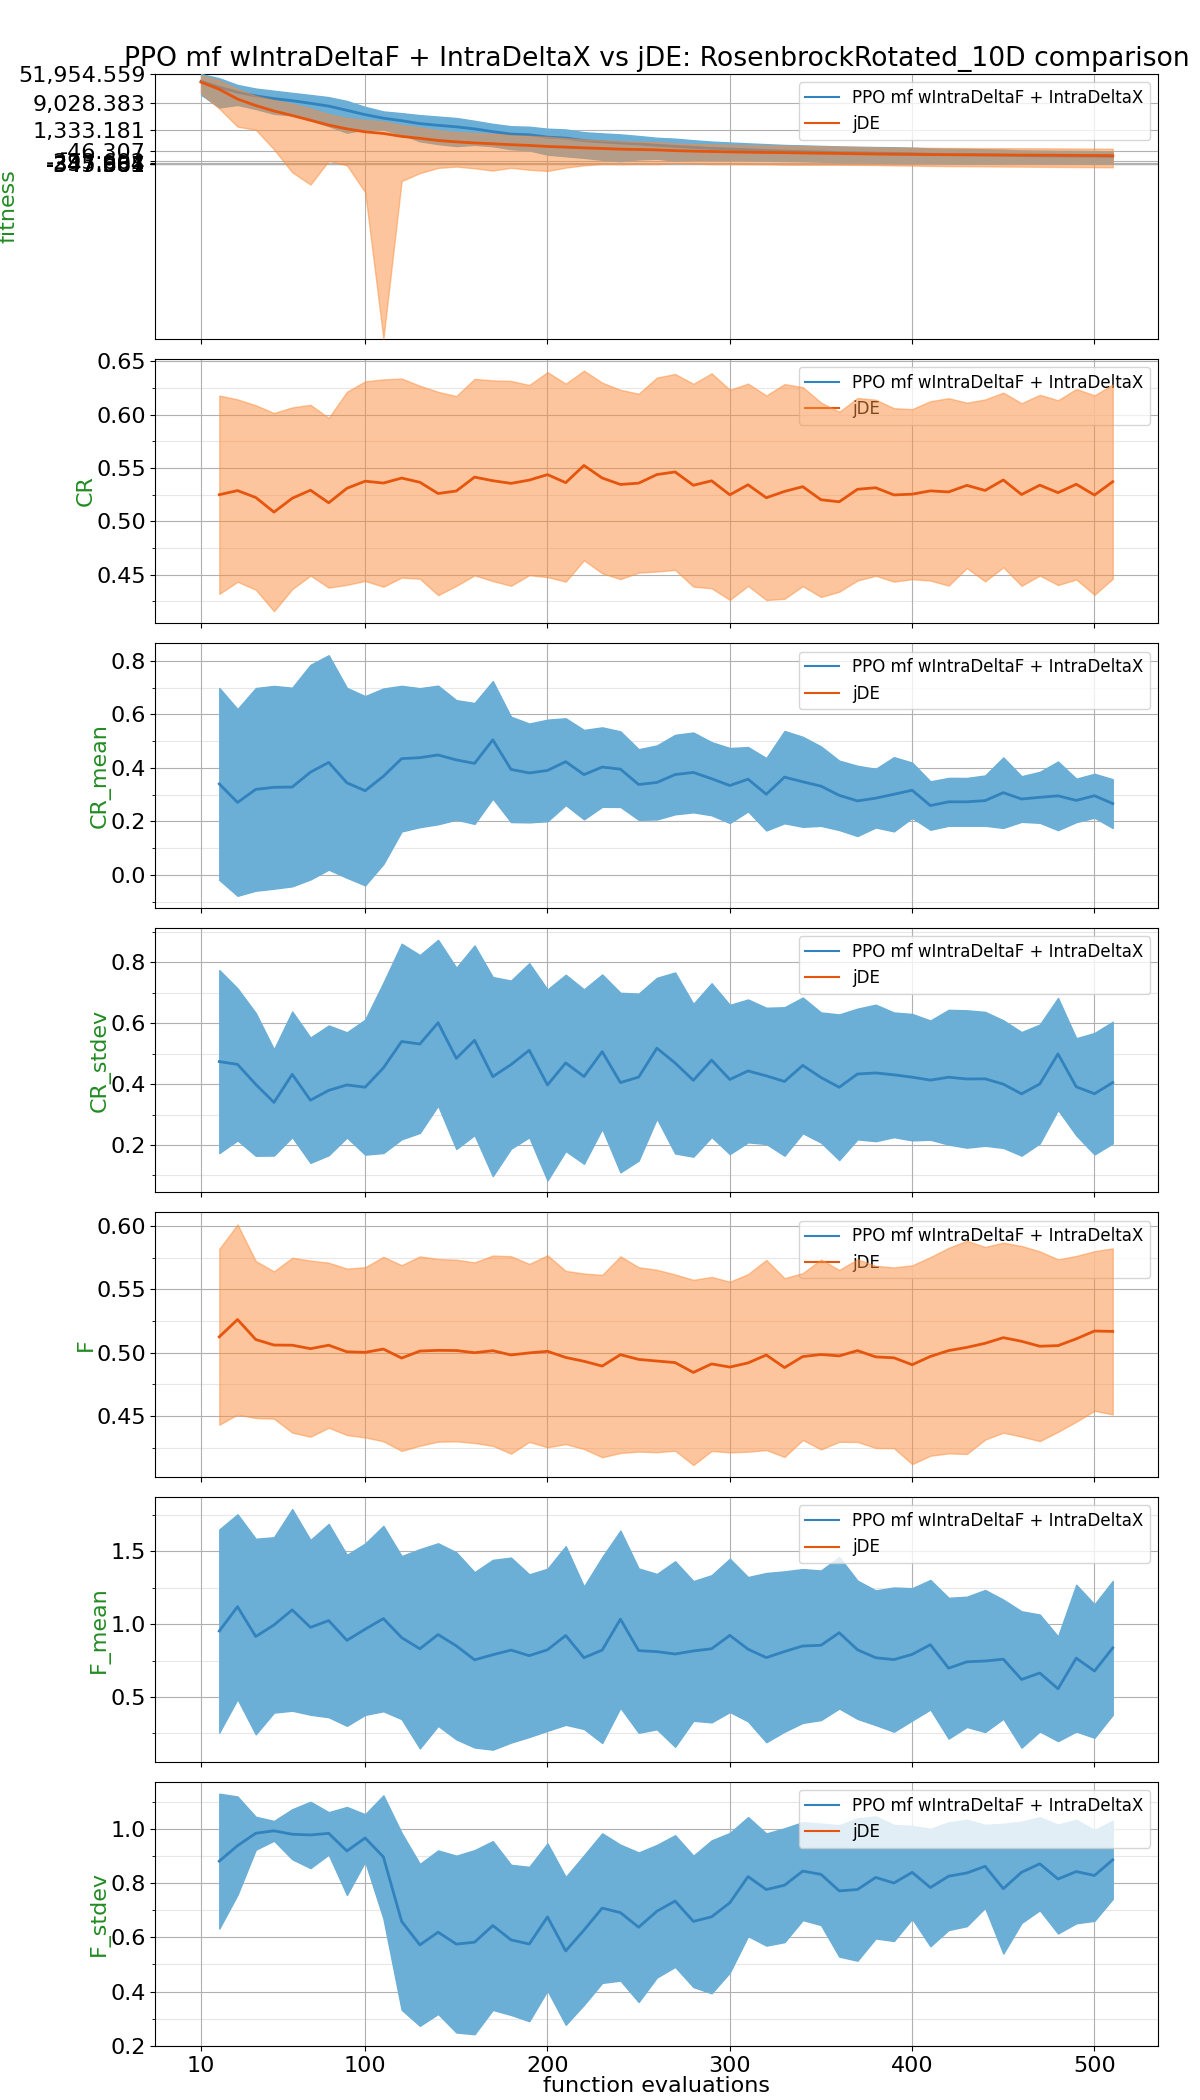 PPO mf wIntraDeltaF + IntraDeltaX vs jDE: RosenbrockRotated_10D comparison
51,954.559
9,028.383
1,333.181
-46.307
fitness
PPO mf wIntraDeltaF + IntraDeltaX
jDE
0.65
0.60
0.55
0.50
0.45
CR
PPO mf wIntraDeltaF + IntraDeltaX
jDE
0.8
0.6
0.4
0.2
0.0
CR_mean
PPO mf wIntraDeltaF + IntraDeltaX
jDE
0.8
0.6
0.4
0.2
CR_stdev
PPO mf wIntraDeltaF + IntraDeltaX
jDE
0.60
0.55
0.50
0.45
F
PPO mf wIntraDeltaF + IntraDeltaX
jDE
1.5
1.0
0.5
F_mean
PPO mf wIntraDeltaF + IntraDeltaX
jDE
1.0
0.8
0.6
0.4
0.2
F_stdev
PPO mf wIntraDeltaF + IntraDeltaX
jDE
10 100 200 300 400 500
function evaluations